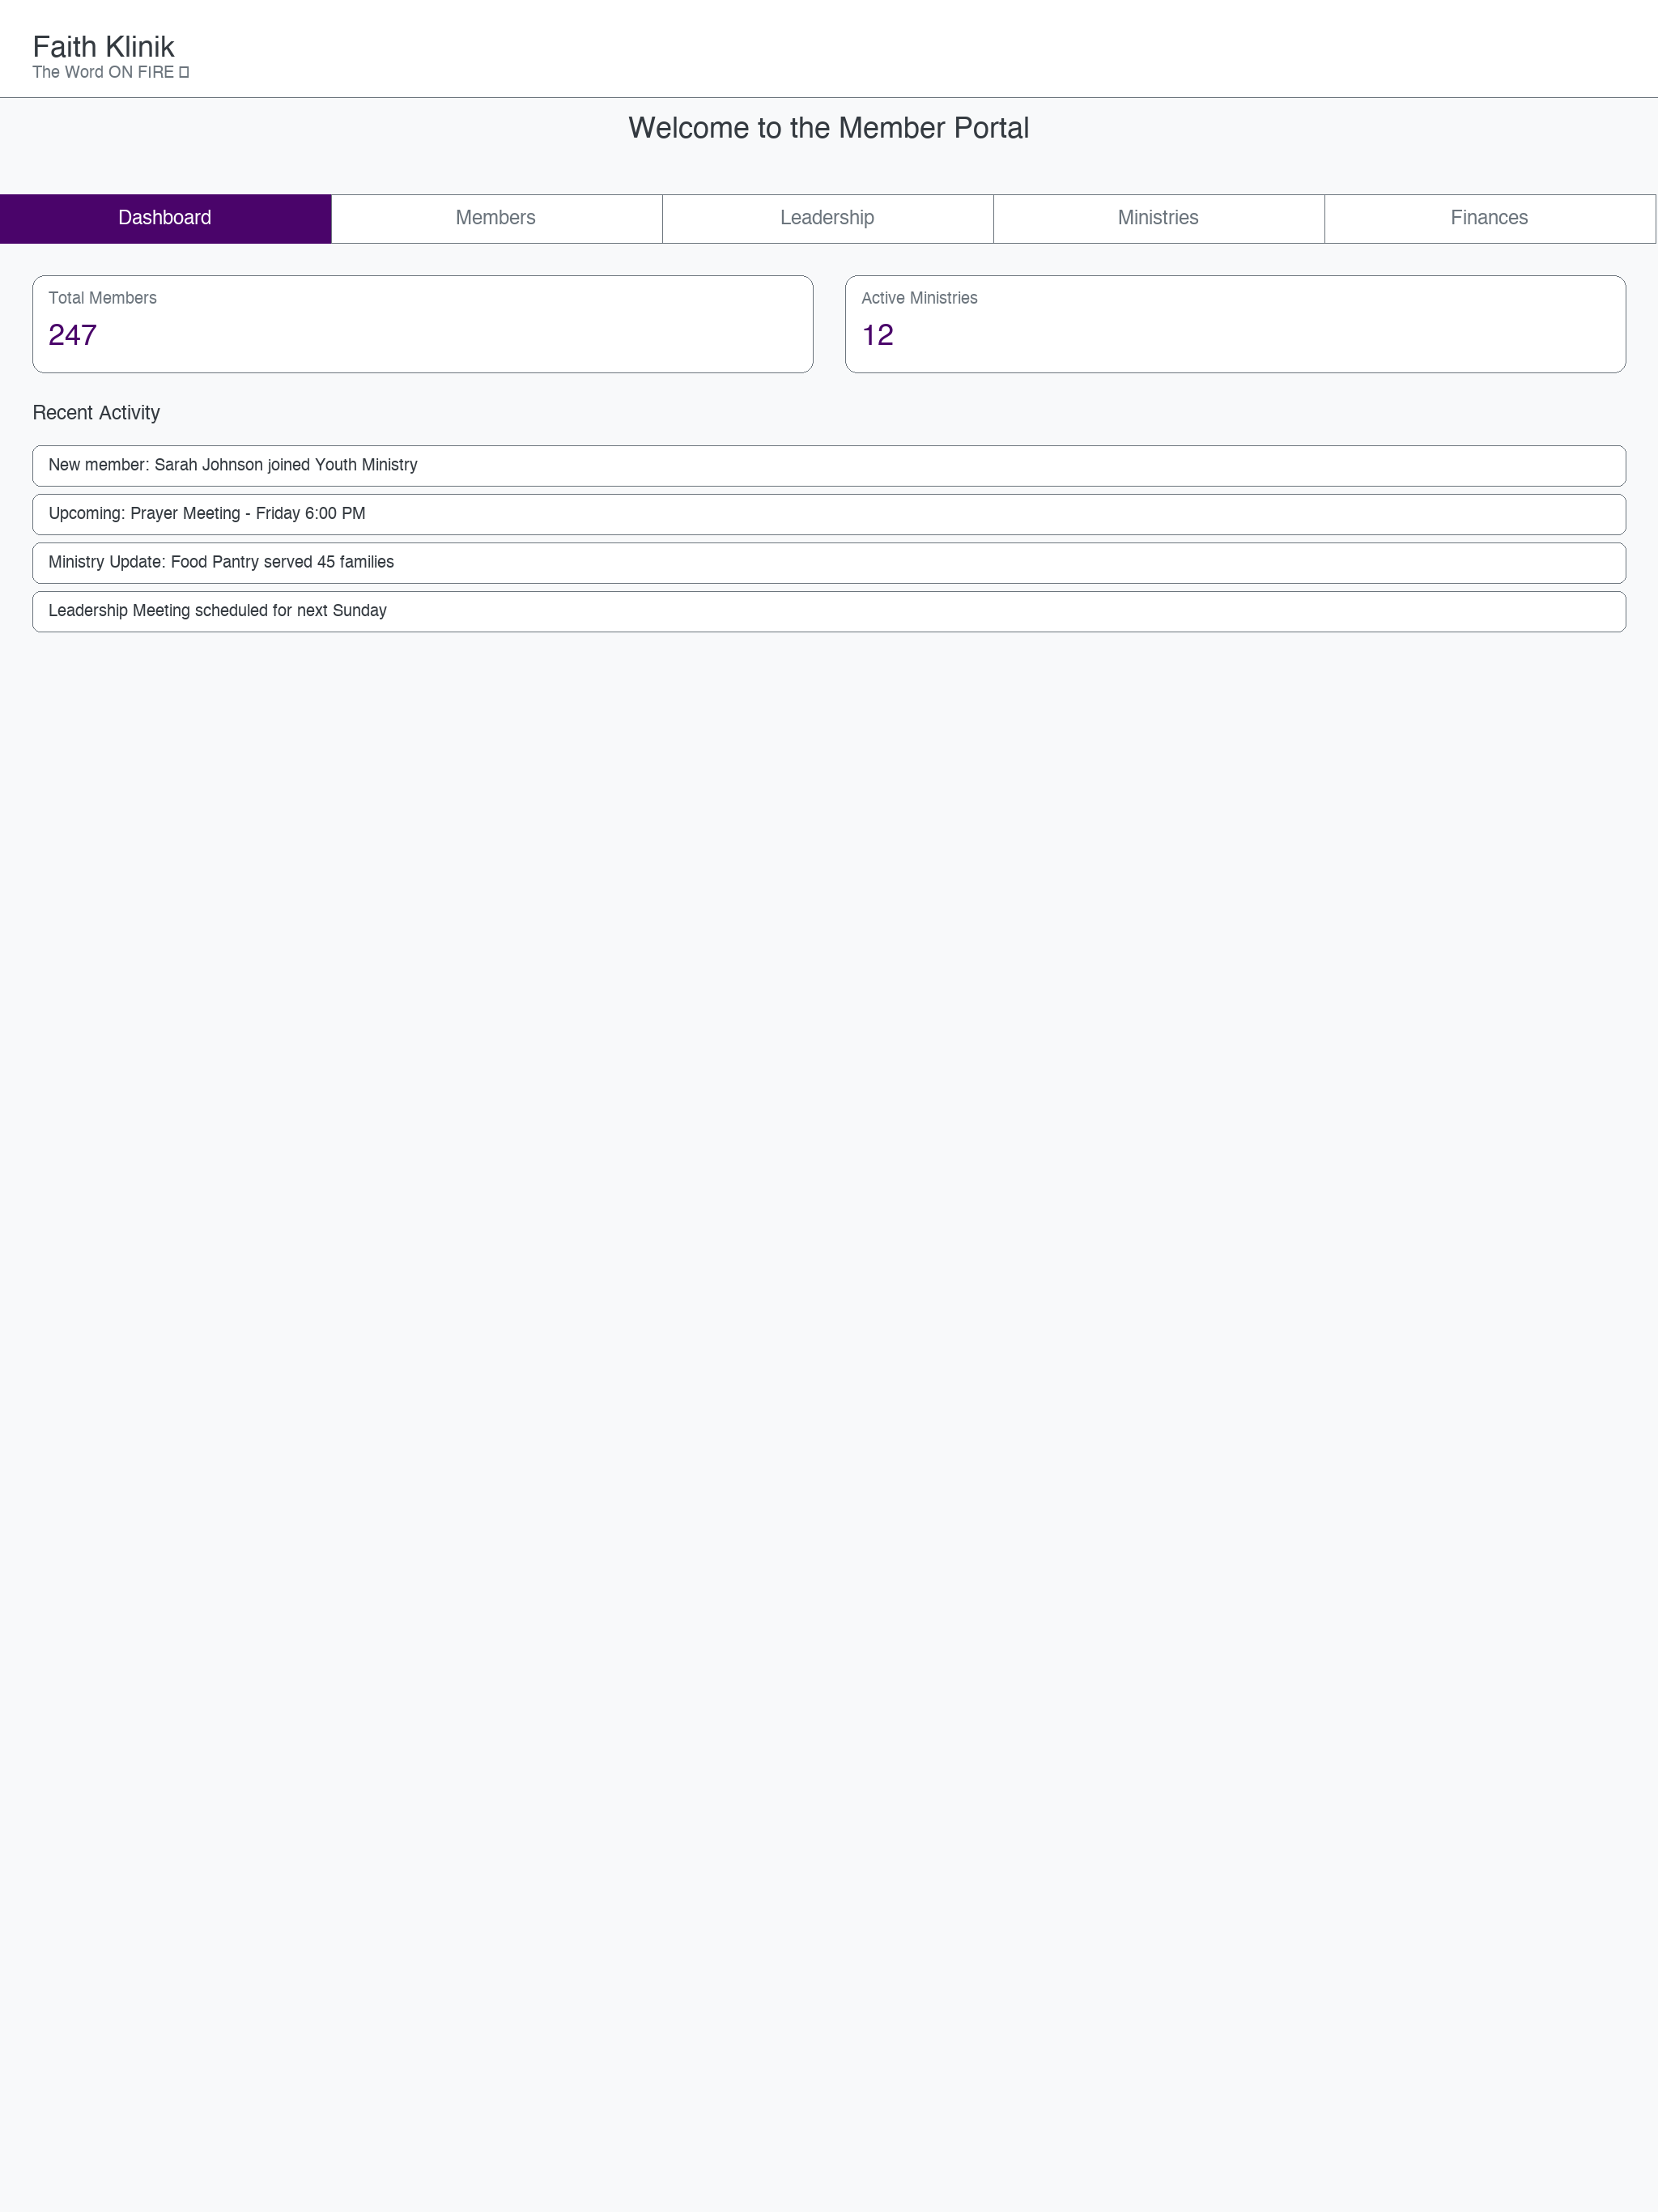 Faith Klinik
The Word ON FIRE □
Welcome to the Member Portal
Dashboard
Members
Leadership
Ministries
Finances
Total Members
Active Ministries
247
12
Recent Activity
New member: Sarah Johnson joined Youth Ministry
Upcoming: Prayer Meeting - Friday 6:00 PM
Ministry Update: Food Pantry served 45 families
Leadership Meeting scheduled for next Sunday